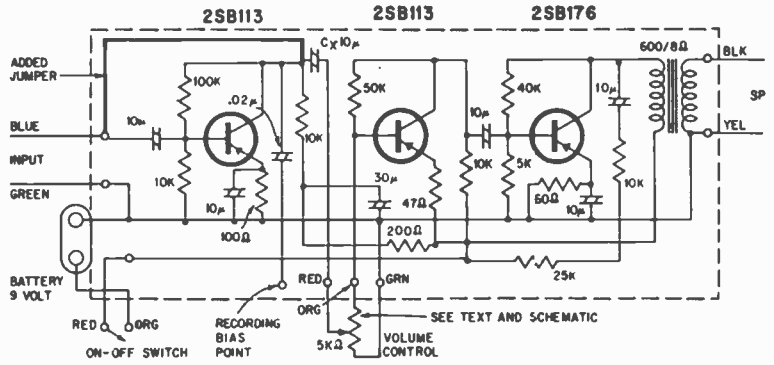 2SB113
2SB113
2SB176
ADDED
JUMPER
CX10µ
600/8Ω
BLK
100K
.02µ
50K
40K
10µ
SP
10µ
10µ
BLUE
10K
YEL
INPUT
10K
10K
5K
10K
30µ
60Ω
GREEN
10µ
47Ω
10µ
100Ω
200Ω
BATTERY
9 VOLT
25K
RED
GRN
ORG
RED
ORG
RECORDING
BIAS
POINT
SEE TEXT AND SCHEMATIC
5KΩ
VOLUME
CONTROL
ON-OFF SWITCH